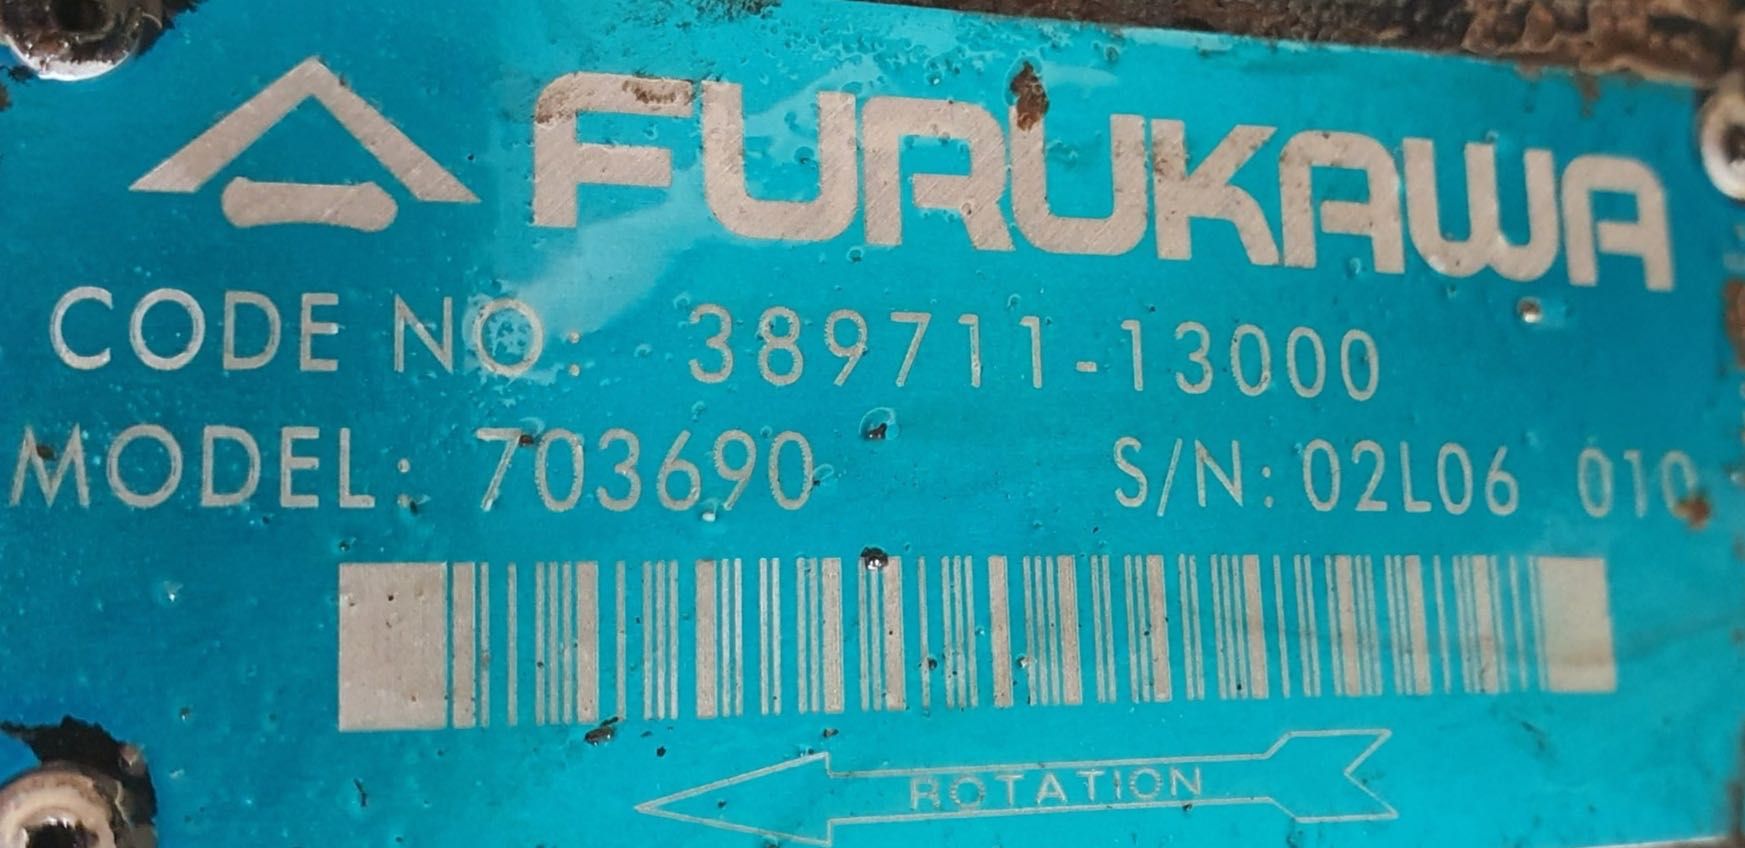 FURUKAWA
CODE NO: 389711-13000
MODEL: 703690 S/N: 02L06 010
ROTATION